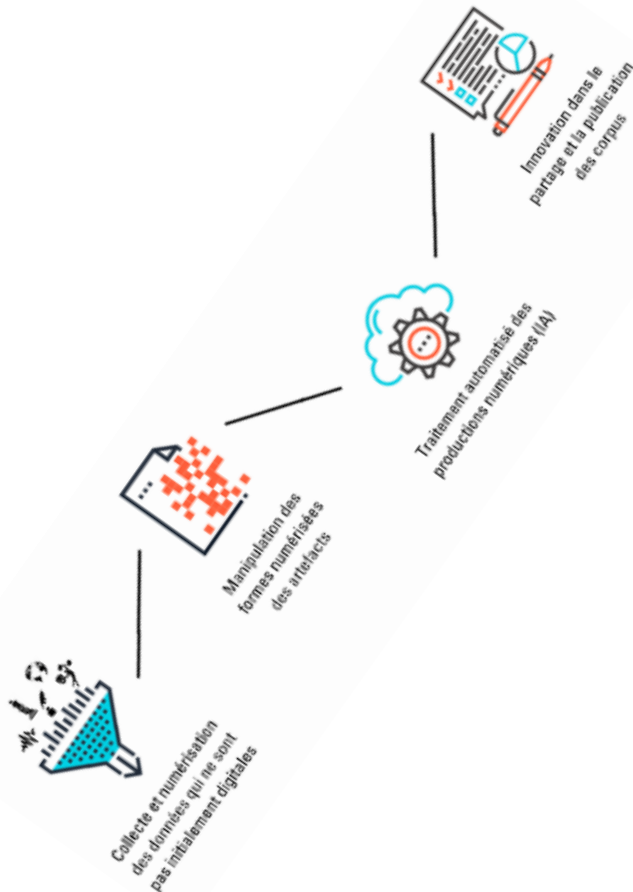 Collecte et numérisation
des données qui ne sont
pas initialement digitales
Manipulation des
formes numérisées
des artefacts
Traitement automatisé des
productions numériques (IA)
Innovation dans le
partage et la publication
des corpus